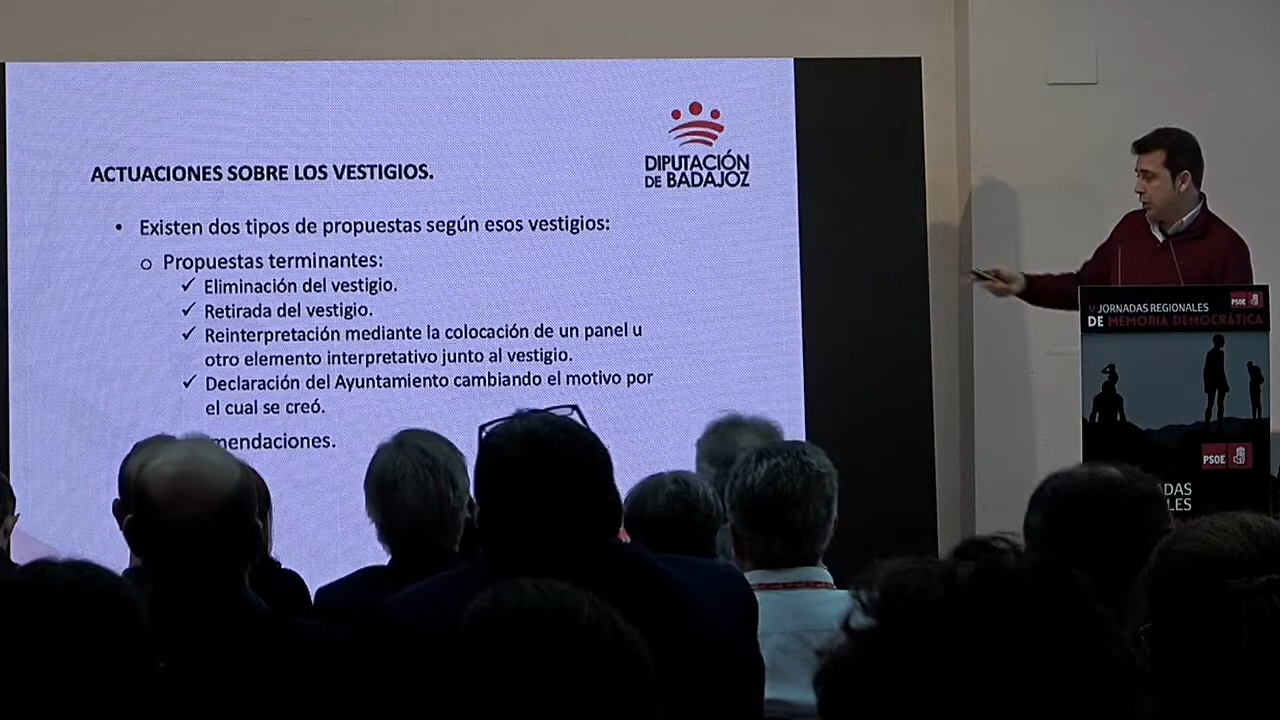 ACTUACIONES SOBRE LOS VESTIGIOS.
DIPUTACIÓN
DE BADAJOZ
• Existen dos tipos de propuestas según esos vestigios:
o Propuestas terminantes:
✓ Eliminación del vestigio.
✓ Retirada del vestigio.
✓ Reinterpretación mediante la colocación de un panel u
otro elemento interpretativo junto al vestigio.
✓ Declaración del Ayuntamiento cambiando el motivo por
el cual se creó.
V JORNADAS REGIONALES
DE MEMORIA DEMOCRÁTICA
PSOE
PSOE